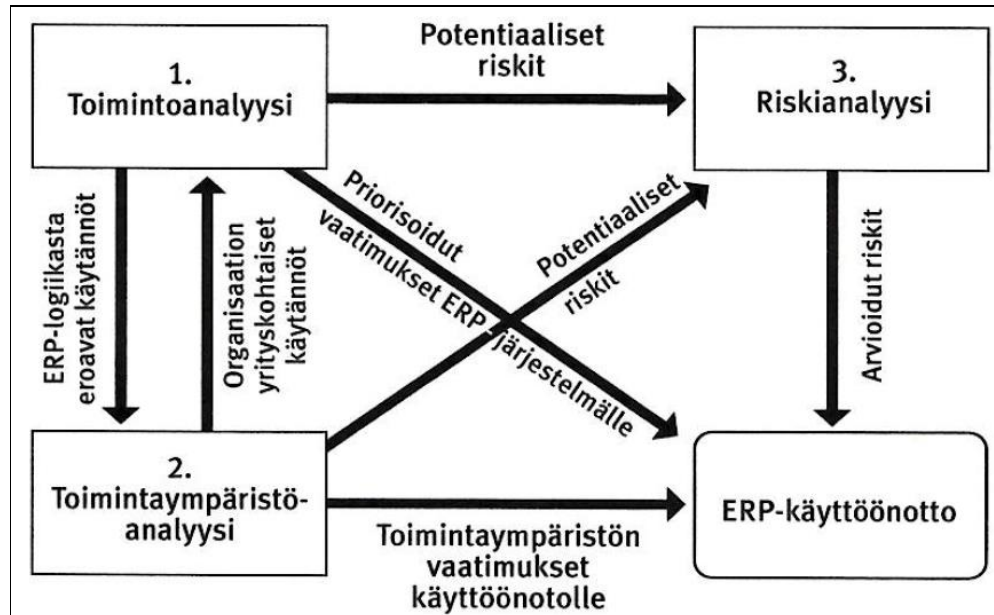 1.
Toimintoanalyysi
Potentiaaliset
riskit
3.
Riskianalyysi
ERP-logiikasta
eroavat käytännöt
Organisaation
yrityskohtaiset
käytännöt
Priorisoidut
vaatimukset ERP-järjestelmälle
Potentiaaliset
riskit
Arvioidut riskit
2.
Toimintaympäristö-
analyysi
Toimintaympäristön
vaatimukset
käyttöönotolle
ERP-käyttöönotto